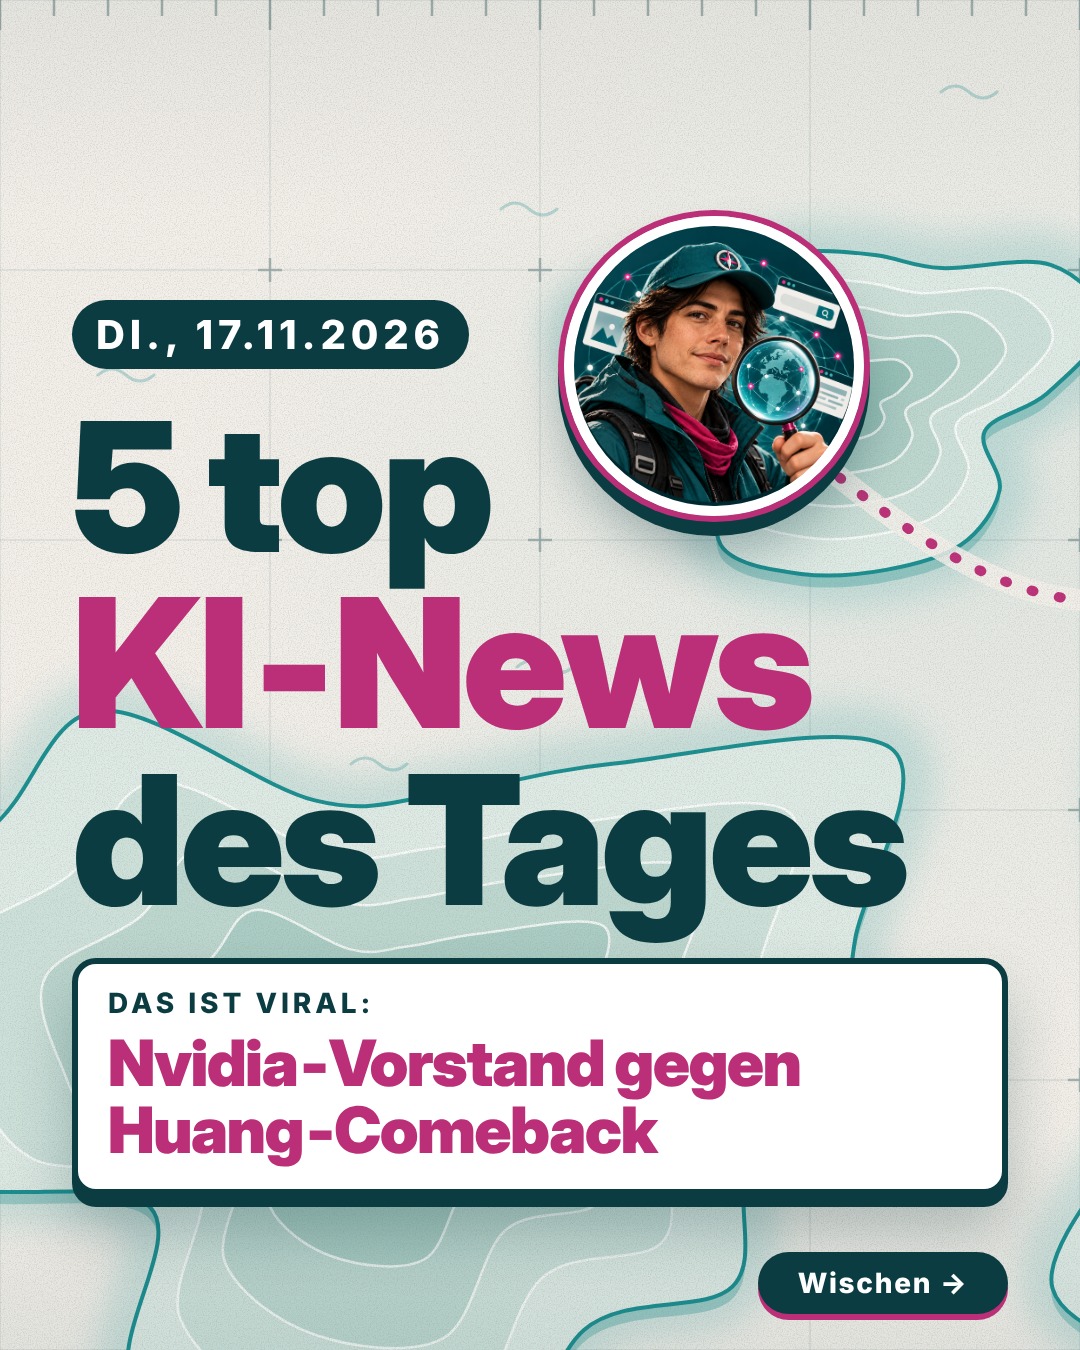 DI., 17.11.2026
5 top
KI-News
des Tages
DAS IST VIRAL:
Nvidia-Vorstand gegen
Huang-Comeback
Wischen →